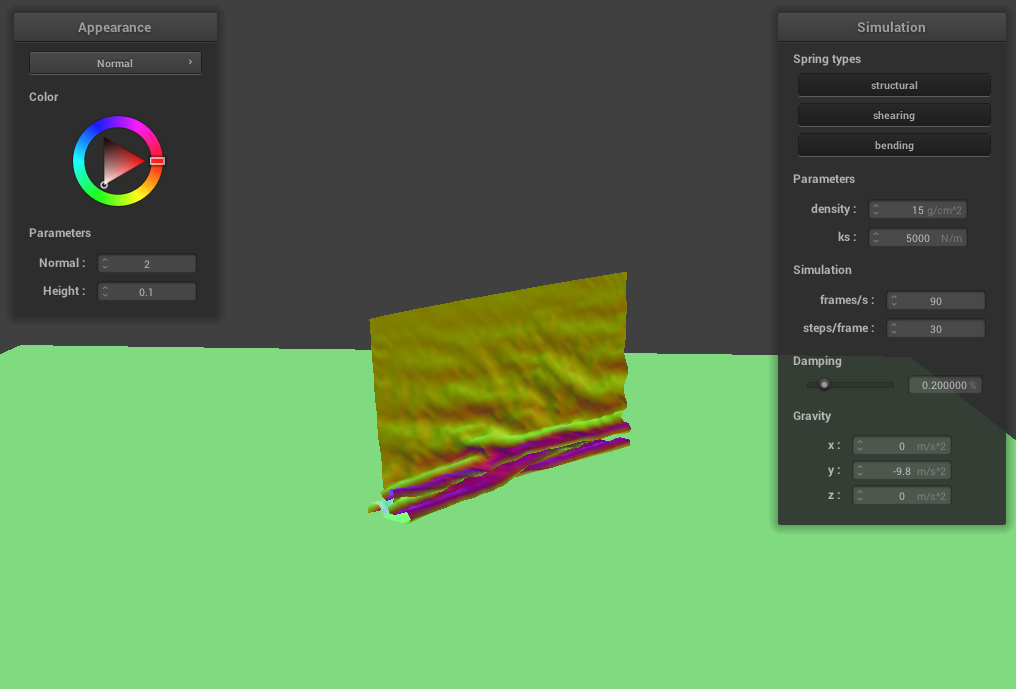 Appearance
Normal
Color
Parameters
Normal : 2
Height : 0.1
Simulation
Spring types
structural
shearing
bending
Parameters
density : 15 g/cm^2
ks : 5000 N/m
Simulation
frames/s : 90
steps/frame : 30
Damping
0.200000 %
Gravity
x : 0 m/s^2
y : -9.8 m/s^2
z : 0 m/s^2